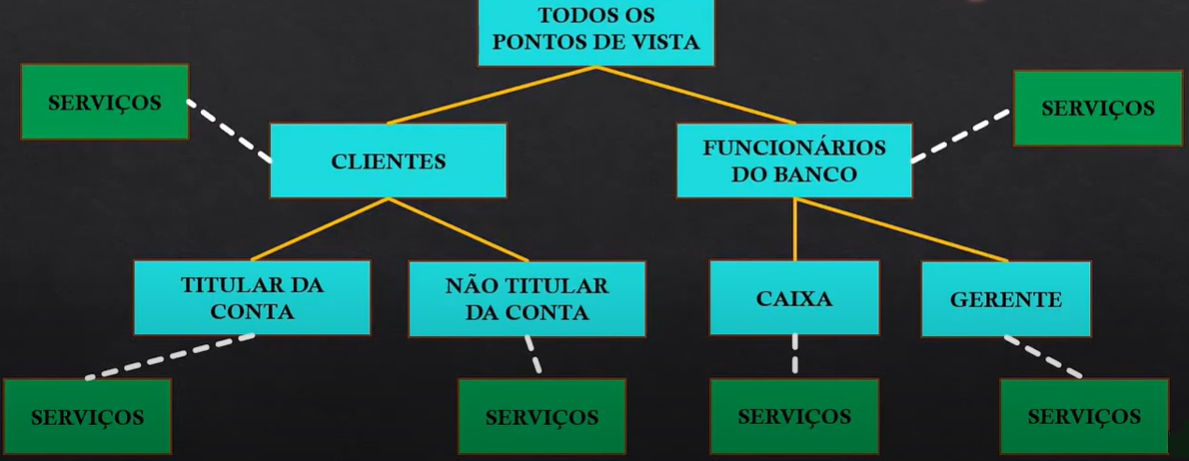 TODOS OS
PONTOS DE VISTA
SERVIÇOS
SERVIÇOS
CLIENTES
FUNCIONÁRIOS
DO BANCO
TITULAR DA
CONTA
NÃO TITULAR
DA CONTA
CAIXA
GERENTE
SERVIÇOS
SERVIÇOS
SERVIÇOS
SERVIÇOS